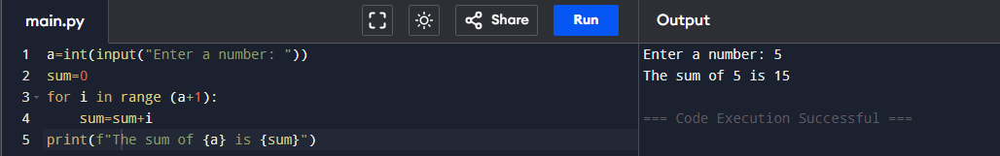 main.py Share Run Output
1 a=int(input("Enter a number: "))
2 sum=0
3 for i in range (a+1):
4     sum=sum+i
5 print(f"The sum of {a} is {sum}")
Enter a number: 5
The sum of 5 is 15
=== Code Execution Successful ===